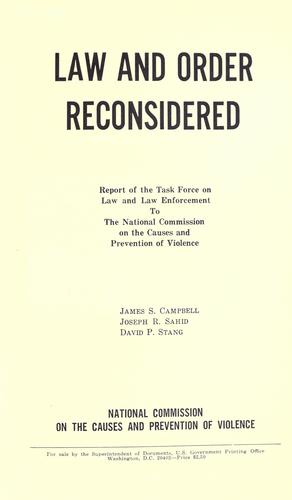 LAW AND ORDER
RECONSIDERED
Report of the Task Force on
Law and Law Enforcement
To
The National Commission
on the Causes and
Prevention of Violence
JAMES S. CAMPBELL
JOSEPH R. SAHID
DAVID P. STANG
NATIONAL COMMISSION
ON THE CAUSES AND PREVENTION OF VIOLENCE
For sale by the Superintendent of Documents, U.S. Government Printing Office
Washington, D.C. 20402—Price $2.50